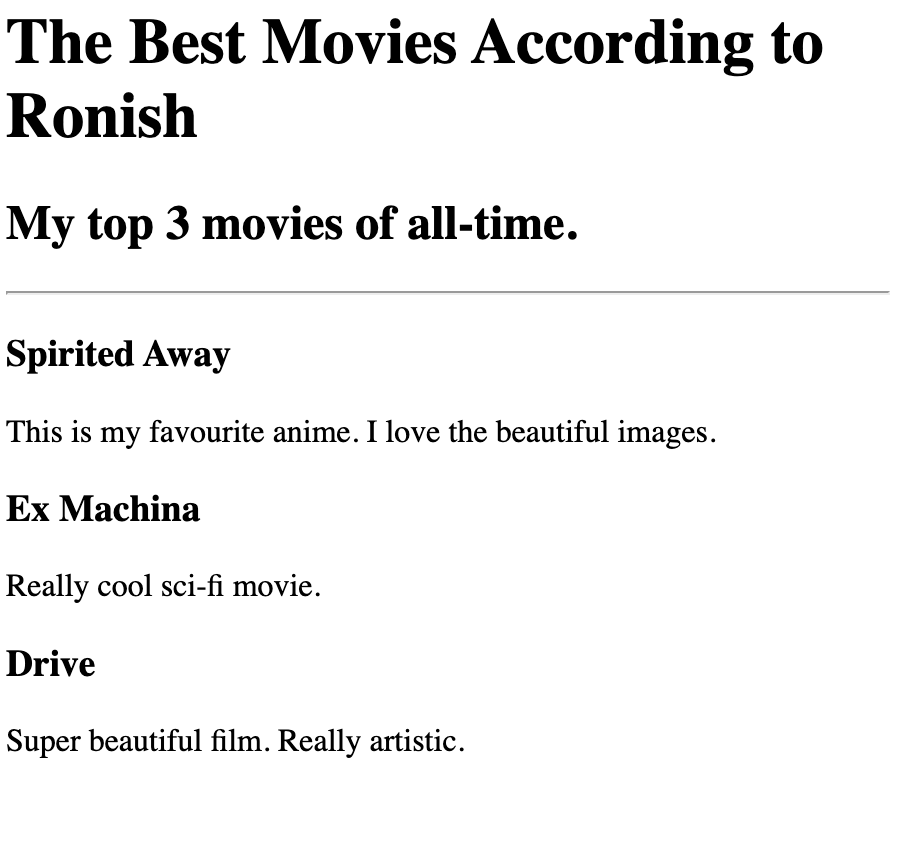 The Best Movies According to
Ronish
My top 3 movies of all-time.
Spirited Away
This is my favourite anime. I love the beautiful images.
Ex Machina
Really cool sci-fi movie.
Drive
Super beautiful film. Really artistic.